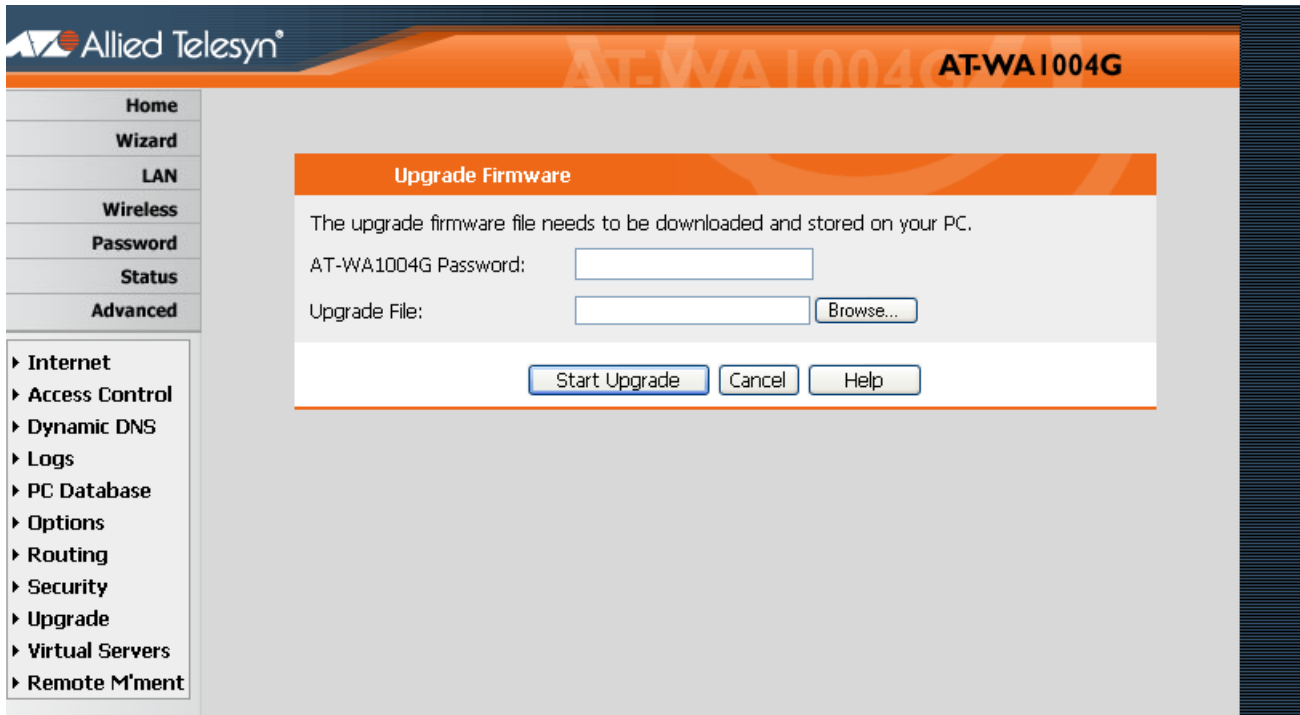 Allied Telesyn®
AT-WA1004G
AT-WA1004G
Home
Wizard
LAN
Wireless
Password
Status
Advanced
Internet
Access Control
Dynamic DNS
Logs
PC Database
Options
Routing
Security
Upgrade
Virtual Servers
Remote M'ment
Upgrade Firmware
The upgrade firmware file needs to be downloaded and stored on your PC.
AT-WA1004G Password:
Upgrade File:
Browse...
Start Upgrade
Cancel
Help